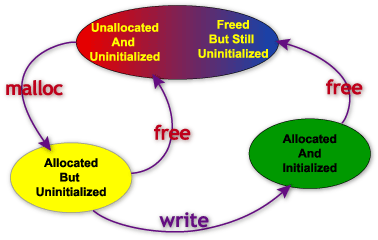 Unallocated
And
Uninitialized
Freed
But Still
Uninitialized
malloc
free
free
Allocated
But
Uninitialized
Allocated
And
Initialized
write